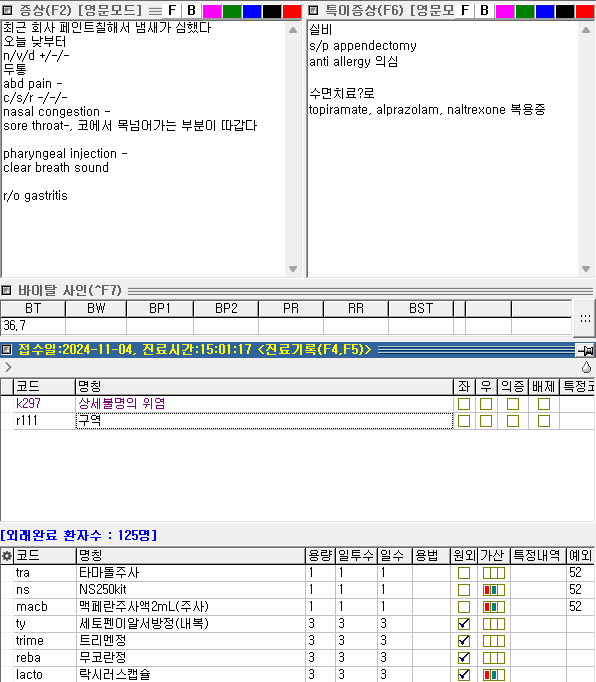 증상(F2) [영문모드] F B
최근 회사 페인트칠해서 냄새가 심했다
오늘 낮부터
n/v/d +/-/-
두통
abd pain -
c/s/r -/-/-
nasal congestion -
sore throat-, 코에서 목넘어가는 부분이 따갑다
pharyngeal injection -
clear breath sound
r/o gastritis
특이증상(F6) [영문모 F B
실비
s/p appendectomy
anti allergy 의심
수면치료?로
topiramate, alprazolam, naltrexone 복용중
바이탈 사인(^F7)
BT BW BP1 BP2 PR RR BST
36.7
접수일:2024-11-04, 진료시간:15:01:17 <진료기록(F4,F5)>
코드 명칭 좌 우 의증 배제 특정코
k297 상세불명의 위염
r111 구역
[외래완료 환자수 : 125명]
코드 명칭 용량 일투수 일수 용법 원외 가산 특정내역 예외
tra 타마돌주사 1 1 1 52
ns NS250kit 1 1 1 52
macb 맥페란주사액2mL(주사) 1 1 1 52
ty 세토펜이알서방정(내복) 3 3 3
trime 트리멘정 3 3 3
reba 무코란정 3 3 3
lacto 락시러스캡슐 3 3 3